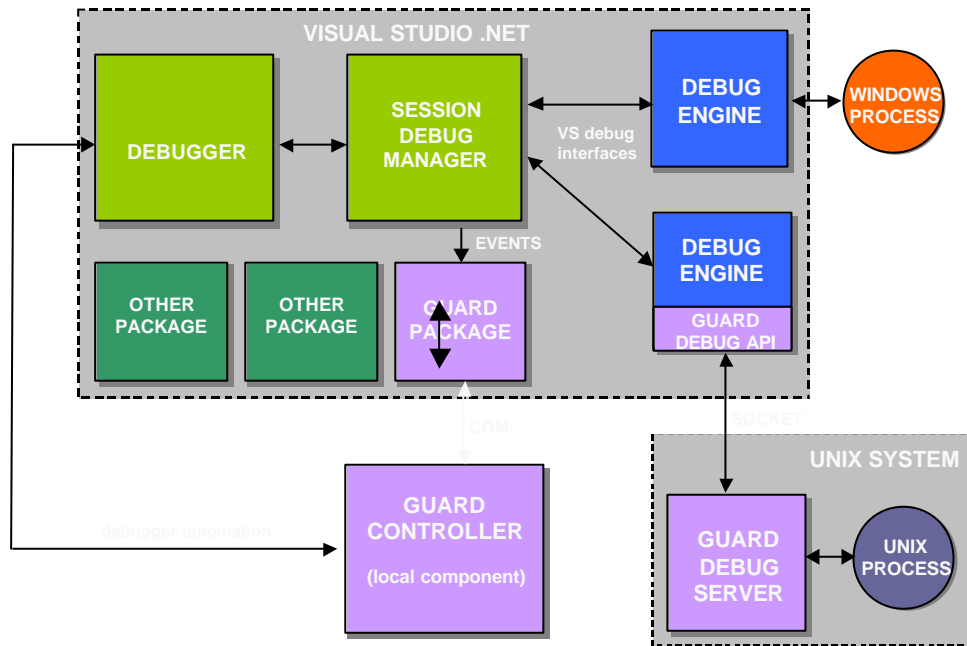 VISUAL STUDIO .NET
DEBUGGER
SESSION
DEBUG
MANAGER
VS debug
interfaces
DEBUG
ENGINE
WINDOWS
PROCESS
EVENTS
OTHER
PACKAGE
OTHER
PACKAGE
GUARD
PACKAGE
DEBUG
ENGINE
GUARD
DEBUG API
COM
SOCKET
debugger automation
GUARD
CONTROLLER
(local component)
UNIX SYSTEM
GUARD
DEBUG
SERVER
UNIX
PROCESS